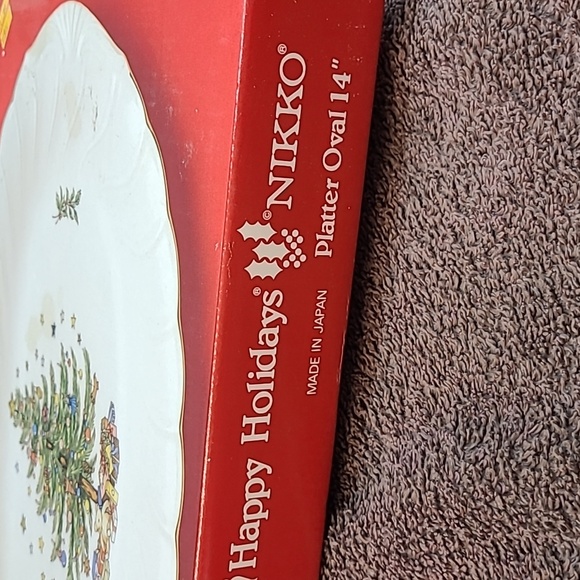 Happy Holidays® © NIKKO®
MADE IN JAPAN Platter Oval 14"